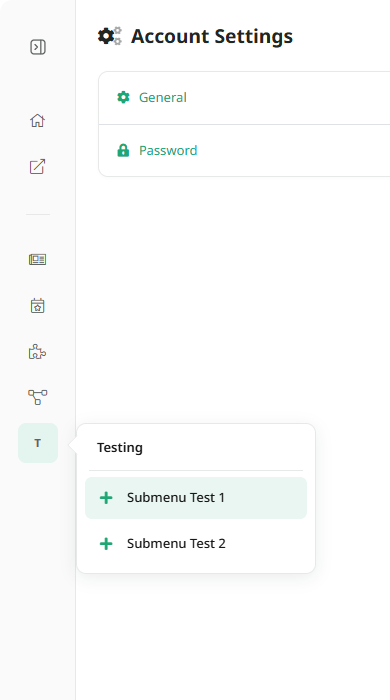 Account Settings
General
Password
T
Testing
Submenu Test 1
Submenu Test 2